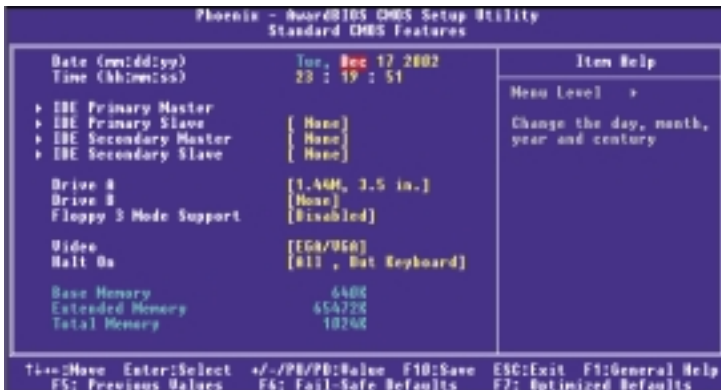 Phoenix - AwardBIOS CMOS Setup Utility
Standard CMOS Features
Date (mm:dd:yy) Tue, Dec 17 2002
Time (hh:mm:ss) 23 : 19 : 51
Item Help
Menu Level
Change the day, month,
year and century
IDE Primary Master
IDE Primary Slave [ None]
IDE Secondary Master [ None]
IDE Secondary Slave [ None]
Drive A [1.44M, 3.5 in.]
Drive B [None]
Floppy 3 Mode Support [Disabled]
Video [EGA/VGA]
Halt On [All , But Keyboard]
Base Memory 640K
Extended Memory 65472K
Total Memory 1024K
↑↓→←:Move Enter:Select +/-/PU/PD:Value F10:Save ESC:Exit F1:General Help
F5: Previous Values F6: Fail-Safe Defaults F7: Optimized Defaults